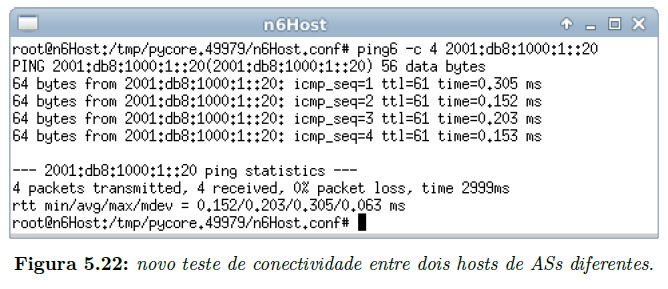 n6Host
root@n6Host:/tmp/pycore.49979/n6Host.conf# ping6 -c 4 2001:db8:1000:1::20
PING 2001:db8:1000:1::20(2001:db8:1000:1::20) 56 data bytes
64 bytes from 2001:db8:1000:1::20: icmp_seq=1 ttl=61 time=0.305 ms
64 bytes from 2001:db8:1000:1::20: icmp_seq=2 ttl=61 time=0.152 ms
64 bytes from 2001:db8:1000:1::20: icmp_seq=3 ttl=61 time=0.203 ms
64 bytes from 2001:db8:1000:1::20: icmp_seq=4 ttl=61 time=0.153 ms
--- 2001:db8:1000:1::20 ping statistics ---
4 packets transmitted, 4 received, 0% packet loss, time 2999ms
rtt min/avg/max/mdev = 0.152/0.203/0.305/0.063 ms
root@n6Host:/tmp/pycore.49979/n6Host.conf#
Figura 5.22: novo teste de conectividade entre dois hosts de ASs diferentes.